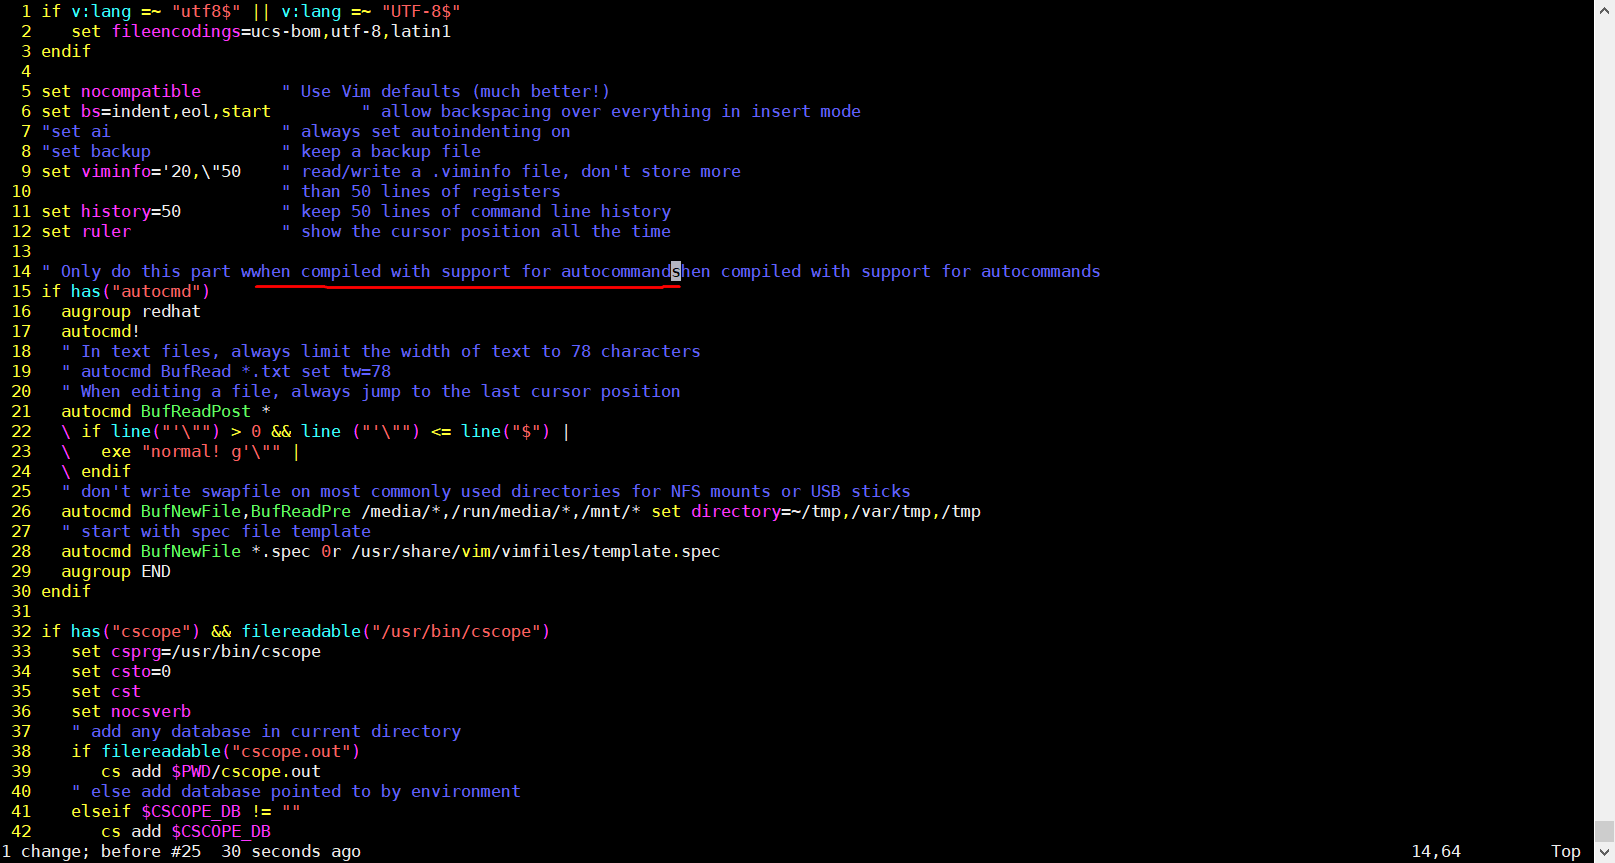 1 if v:lang =~ "utf8$" || v:lang =~ "UTF-8$"
2    set fileencodings=ucs-bom,utf-8,latin1
3 endif
4
5 set nocompatible        " Use Vim defaults (much better!)
6 set bs=indent,eol,start         " allow backspacing over everything in insert mode
7 "set ai                 " always set autoindenting on
8 "set backup             " keep a backup file
9 set viminfo='20,\"50    " read/write a .viminfo file, don't store more
10                         " than 50 lines of registers
11 set history=50          " keep 50 lines of command line history
12 set ruler               " show the cursor position all the time
13
14 " Only do this part wwhen compiled with support for autocommandshen compiled with support for autocommands
15 if has("autocmd")
16   augroup redhat
17   autocmd!
18   " In text files, always limit the width of text to 78 characters
19   " autocmd BufRead *.txt set tw=78
20   " When editing a file, always jump to the last cursor position
21   autocmd BufReadPost *
22   \ if line("'\"") > 0 && line ("'\"") <= line("$") |
23   \   exe "normal! g'\"" |
24   \ endif
25   " don't write swapfile on most commonly used directories for NFS mounts or USB sticks
26   autocmd BufNewFile,BufReadPre /media/*,/run/media/*,/mnt/* set directory=~/tmp,/var/tmp,/tmp
27   " start with spec file template
28   autocmd BufNewFile *.spec 0r /usr/share/vim/vimfiles/template.spec
29   augroup END
30 endif
31
32 if has("cscope") && filereadable("/usr/bin/cscope")
33    set csprg=/usr/bin/cscope
34    set csto=0
35    set cst
36    set nocsverb
37    " add any database in current directory
38    if filereadable("cscope.out")
39       cs add $PWD/cscope.out
40    " else add database pointed to by environment
41    elseif $CSCOPE_DB != ""
42       cs add $CSCOPE_DB
1 change; before #25  30 seconds ago 14,64 Top